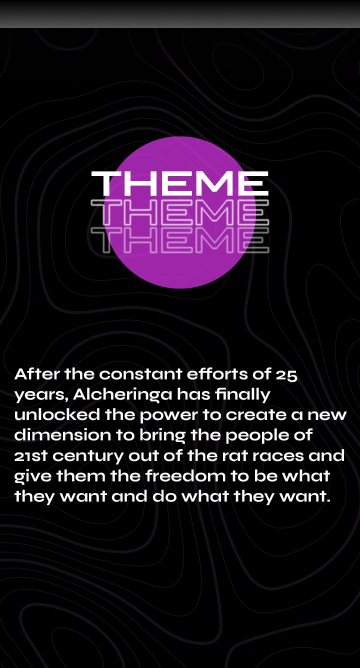 THEME
THEME
THEME
After the constant efforts of 25
years, Alcheringa has finally
unlocked the power to create a new
dimension to bring the people of
21st century out of the rat races and
give them the freedom to be what
they want and do what they want.